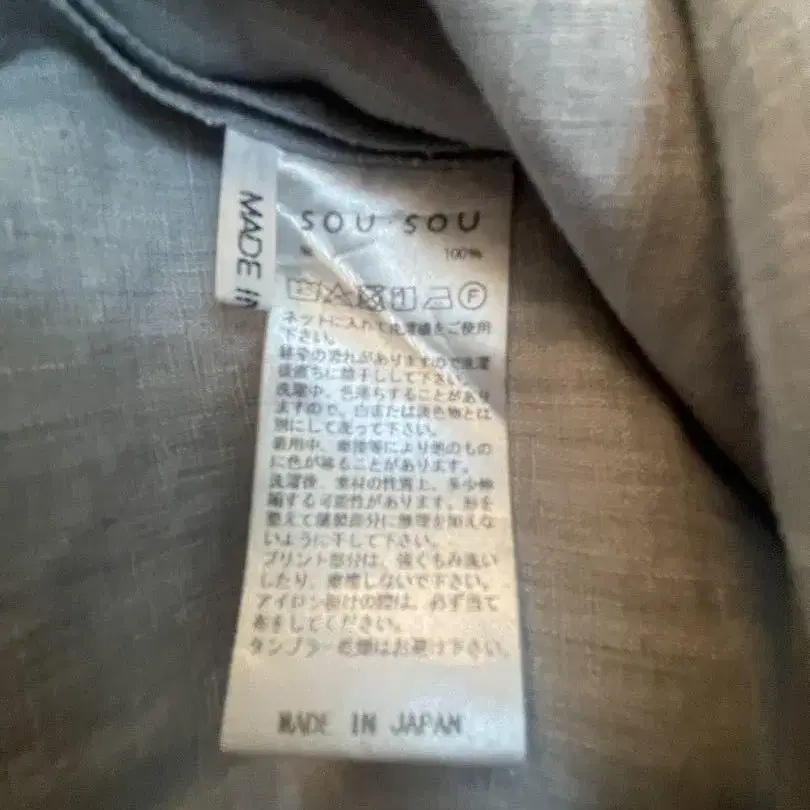 MADE IN
SOU・SOU
100%
ネットに入れて洗濯機をご使用
下さい。
銀染の流れがありますので洗濯
後直ちに陰干しして下さい。
洗濯中、色落ちすることがあり
ますので、白または淡色物とは
別にして洗って下さい。
着用中、摩擦等により他のもの
に色が移ることがあります。
洗濯後、素材の性質上、多少伸
縮する可能性があります。形を
整えて縫製部分に無理を加えな
いように干して下さい。
プリント部分は、強くもみ洗い
したり、摩擦しないで下さい。
アイロン掛けの際は、必ず当て
布をしてください。
タンブラー乾燥はお避け下さい。
MADE IN JAPAN